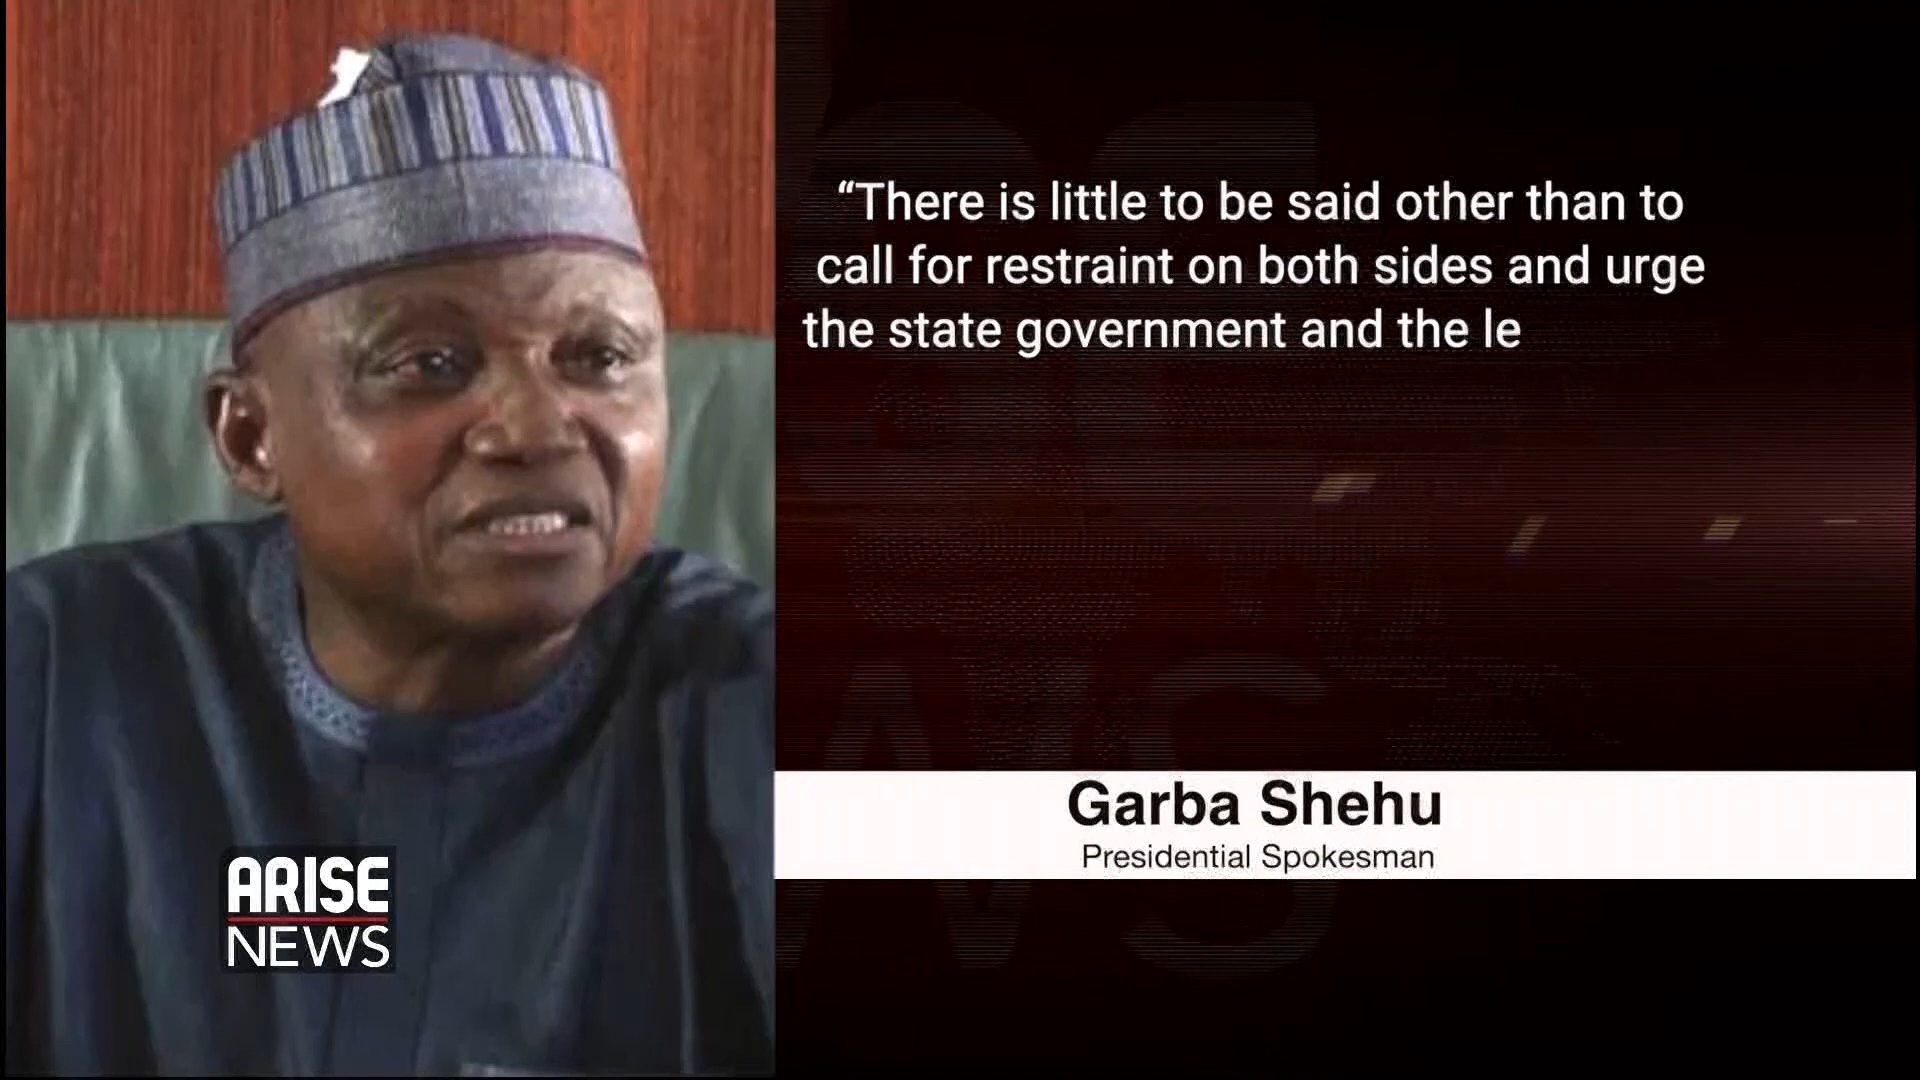 “There is little to be said other than to
call for restraint on both sides and urge
the state government and the le
Garba Shehu
Presidential Spokesman
ARISE
NEWS